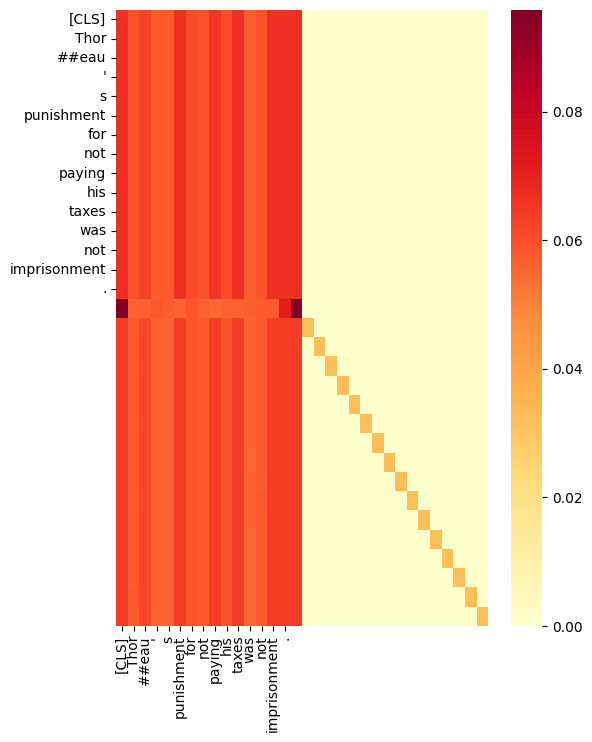 [CLS]
Thor
##eau
'
s
punishment
for
not
paying
his
taxes
was
not
imprisonment
.
0.08
0.06
0.04
0.02
0.00
[CLS]
Thor
##eau
'
s
punishment
for
not
paying
his
taxes
was
not
imprisonment
.